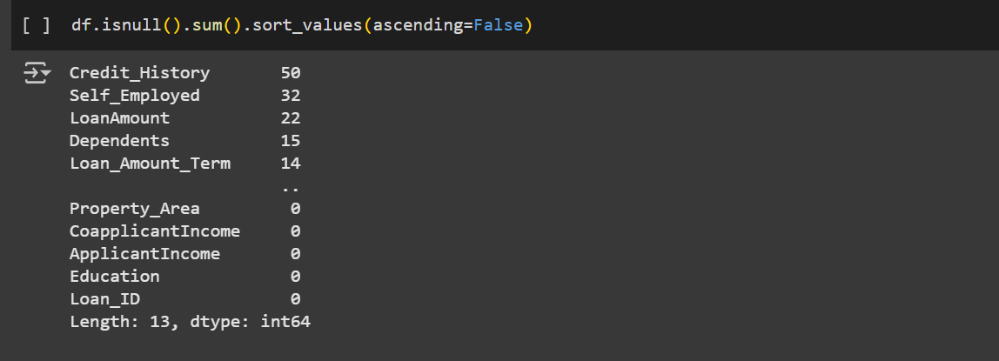 [ ] df.isnull().sum().sort_values(ascending=False)
Credit_History 50
Self_Employed 32
LoanAmount 22
Dependents 15
Loan_Amount_Term 14
..
Property_Area 0
CoapplicantIncome 0
ApplicantIncome 0
Education 0
Loan_ID 0
Length: 13, dtype: int64